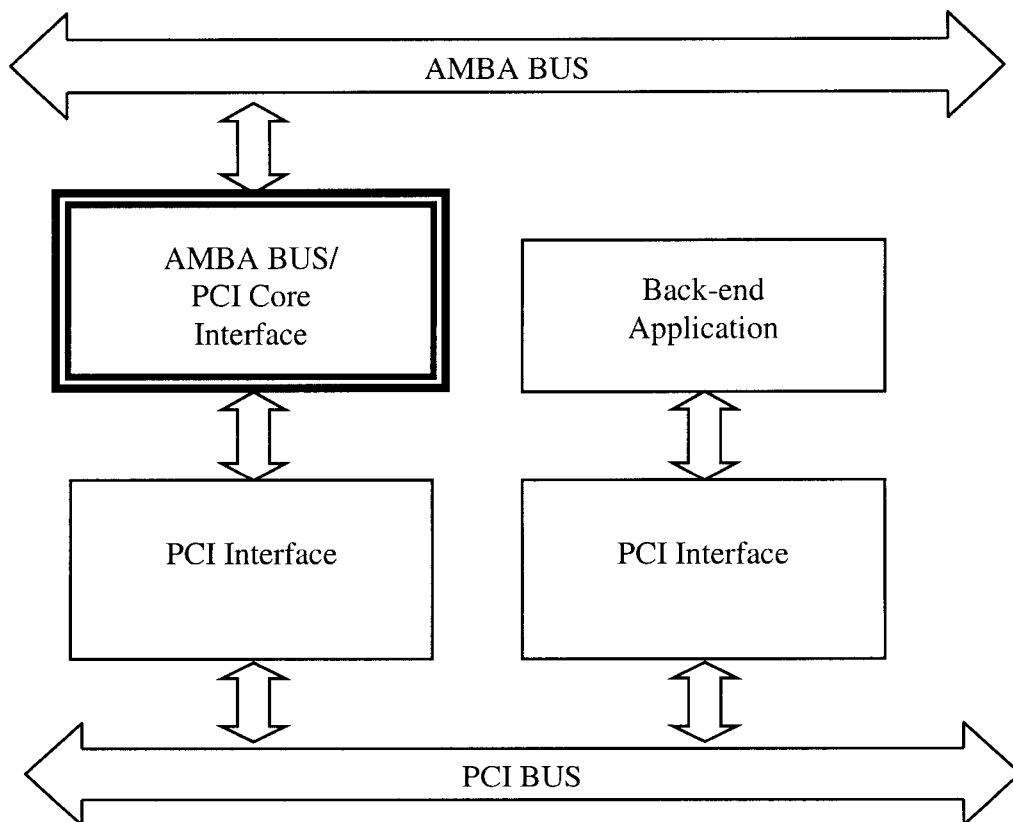 AMBA BUS
AMBA BUS/
PCI Core
Interface
Back-end
Application
PCI Interface
PCI Interface
PCI BUS